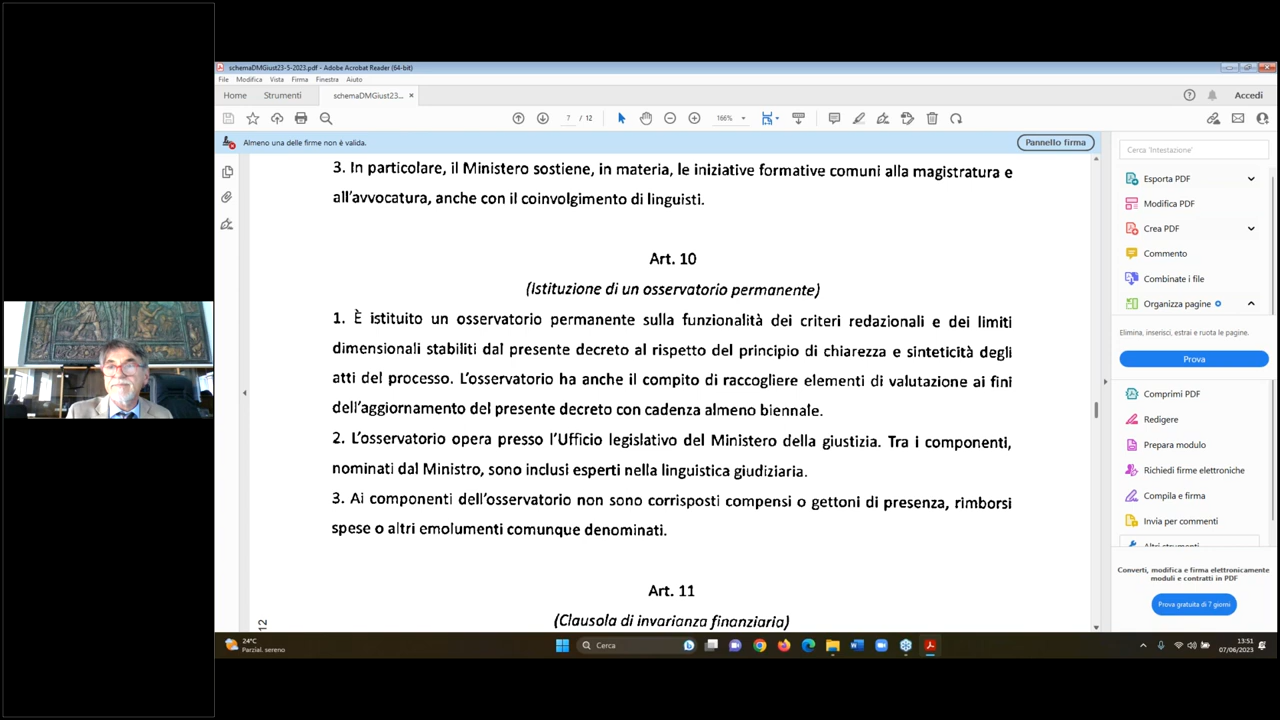 schemaDMGiust23-5-2023.pdf - Adobe Acrobat Reader (64-bit)
File Modifica Vista Firma Finestra Aiuto
Home Strumenti schemaDMGiust23... × Accedi
7 / 12 166%
Almeno una delle firme non é valida. Pannello firma
3. In particolare, il Ministero sostiene, in materia, le iniziative formative comuni alla magistratura e
all'avvocatura, anche con il coinvolgimento di linguisti.
Art. 10
(Istituzione di un osservatorio permanente)
1. È istituito un osservatorio permanente sulla funzionalità dei criteri redazionali e dei limiti
dimensionali stabiliti dal presente decreto al rispetto del principio di chiarezza e sinteticità degli
atti del processo. L'osservatorio ha anche il compito di raccogliere elementi di valutazione ai fini
dell'aggiornamento del presente decreto con cadenza almeno biennale.
2. L'osservatorio opera presso l'Ufficio legislativo del Ministero della giustizia. Tra i componenti,
nominati dal Ministro, sono inclusi esperti nella linguistica giudiziaria.
3. Ai componenti dell'osservatorio non sono corrisposti compensi o gettoni di presenza, rimborsi
spese o altri emolumenti comunque denominati.
Art. 11
(Clausola di invarianza finanziaria)
12
Cerca 'Intestazione'
Esporta PDF
Modifica PDF
Crea PDF
Commento
Combinate i file
Organizza pagine
Elimina, inserisci, estrai e ruota le pagine.
Prova
Comprimi PDF
Redigere
Prepara modulo
Richiedi firme elettroniche
Compila e firma
Invia per commenti
Altri strumenti
Converti, modifica e firma elettronicamente
moduli e contratti in PDF
Prova gratuita di 7 giorni
24°C
Parzial. sereno
Cerca
13:51
07/06/2023